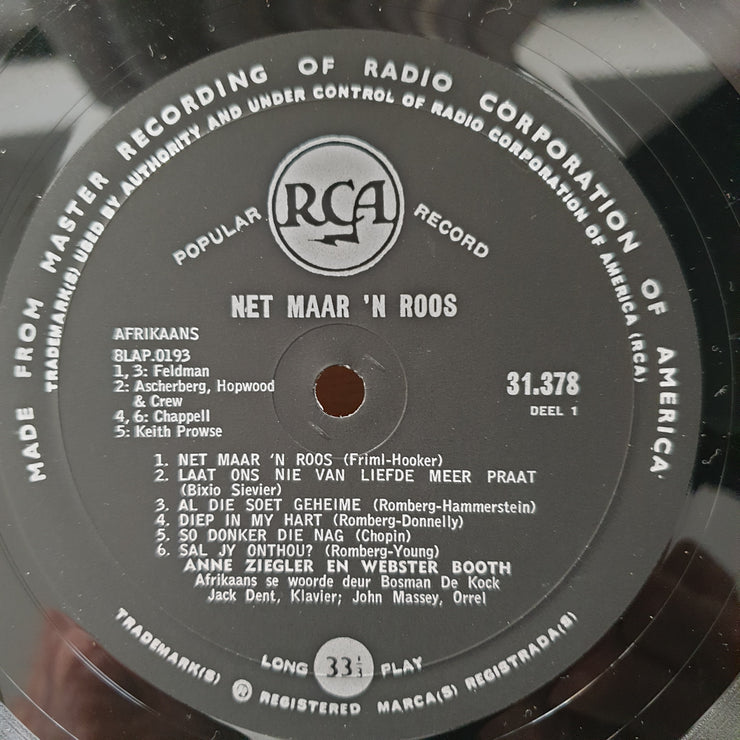 MADE FROM MASTER RECORDING OF RADIO CORPORATION OF AMERICA
TRADEMARK(S) USED BY AUTHORITY AND UNDER CONTROL OF RADIO CORPORATION OF AMERICA (RCA)
RCA
POPULAR RECORD
NET MAAR 'N ROOS
AFRIKAANS
8LAP.0193
1, 3: Feldman
2: Ascherberg, Hopwood
& Crew
4, 6: Chappell
5: Keith Prowse
31.378
DEEL 1
1. NET MAAR 'N ROOS (Friml-Hooker)
2. LAAT ONS NIE VAN LIEFDE MEER PRAAT
(Bixio Sievier)
3. AL DIE SOET GEHEIME (Romberg-Hammerstein)
4. DIEP IN MY HART (Romberg-Donnelly)
5. SO DONKER DIE NAG (Chopin)
6. SAL JY ONTHOU? (Romberg-Young)
ANNE ZIEGLER EN WEBSTER BOOTH
Afrikaans se woorde deur Bosman De Kock
Jack Dent, Klavier; John Massey, Orrel
LONG 33⅓ PLAY
TRADEMARK(S) ® REGISTERED MARCA(S) REGISTRADA(S)